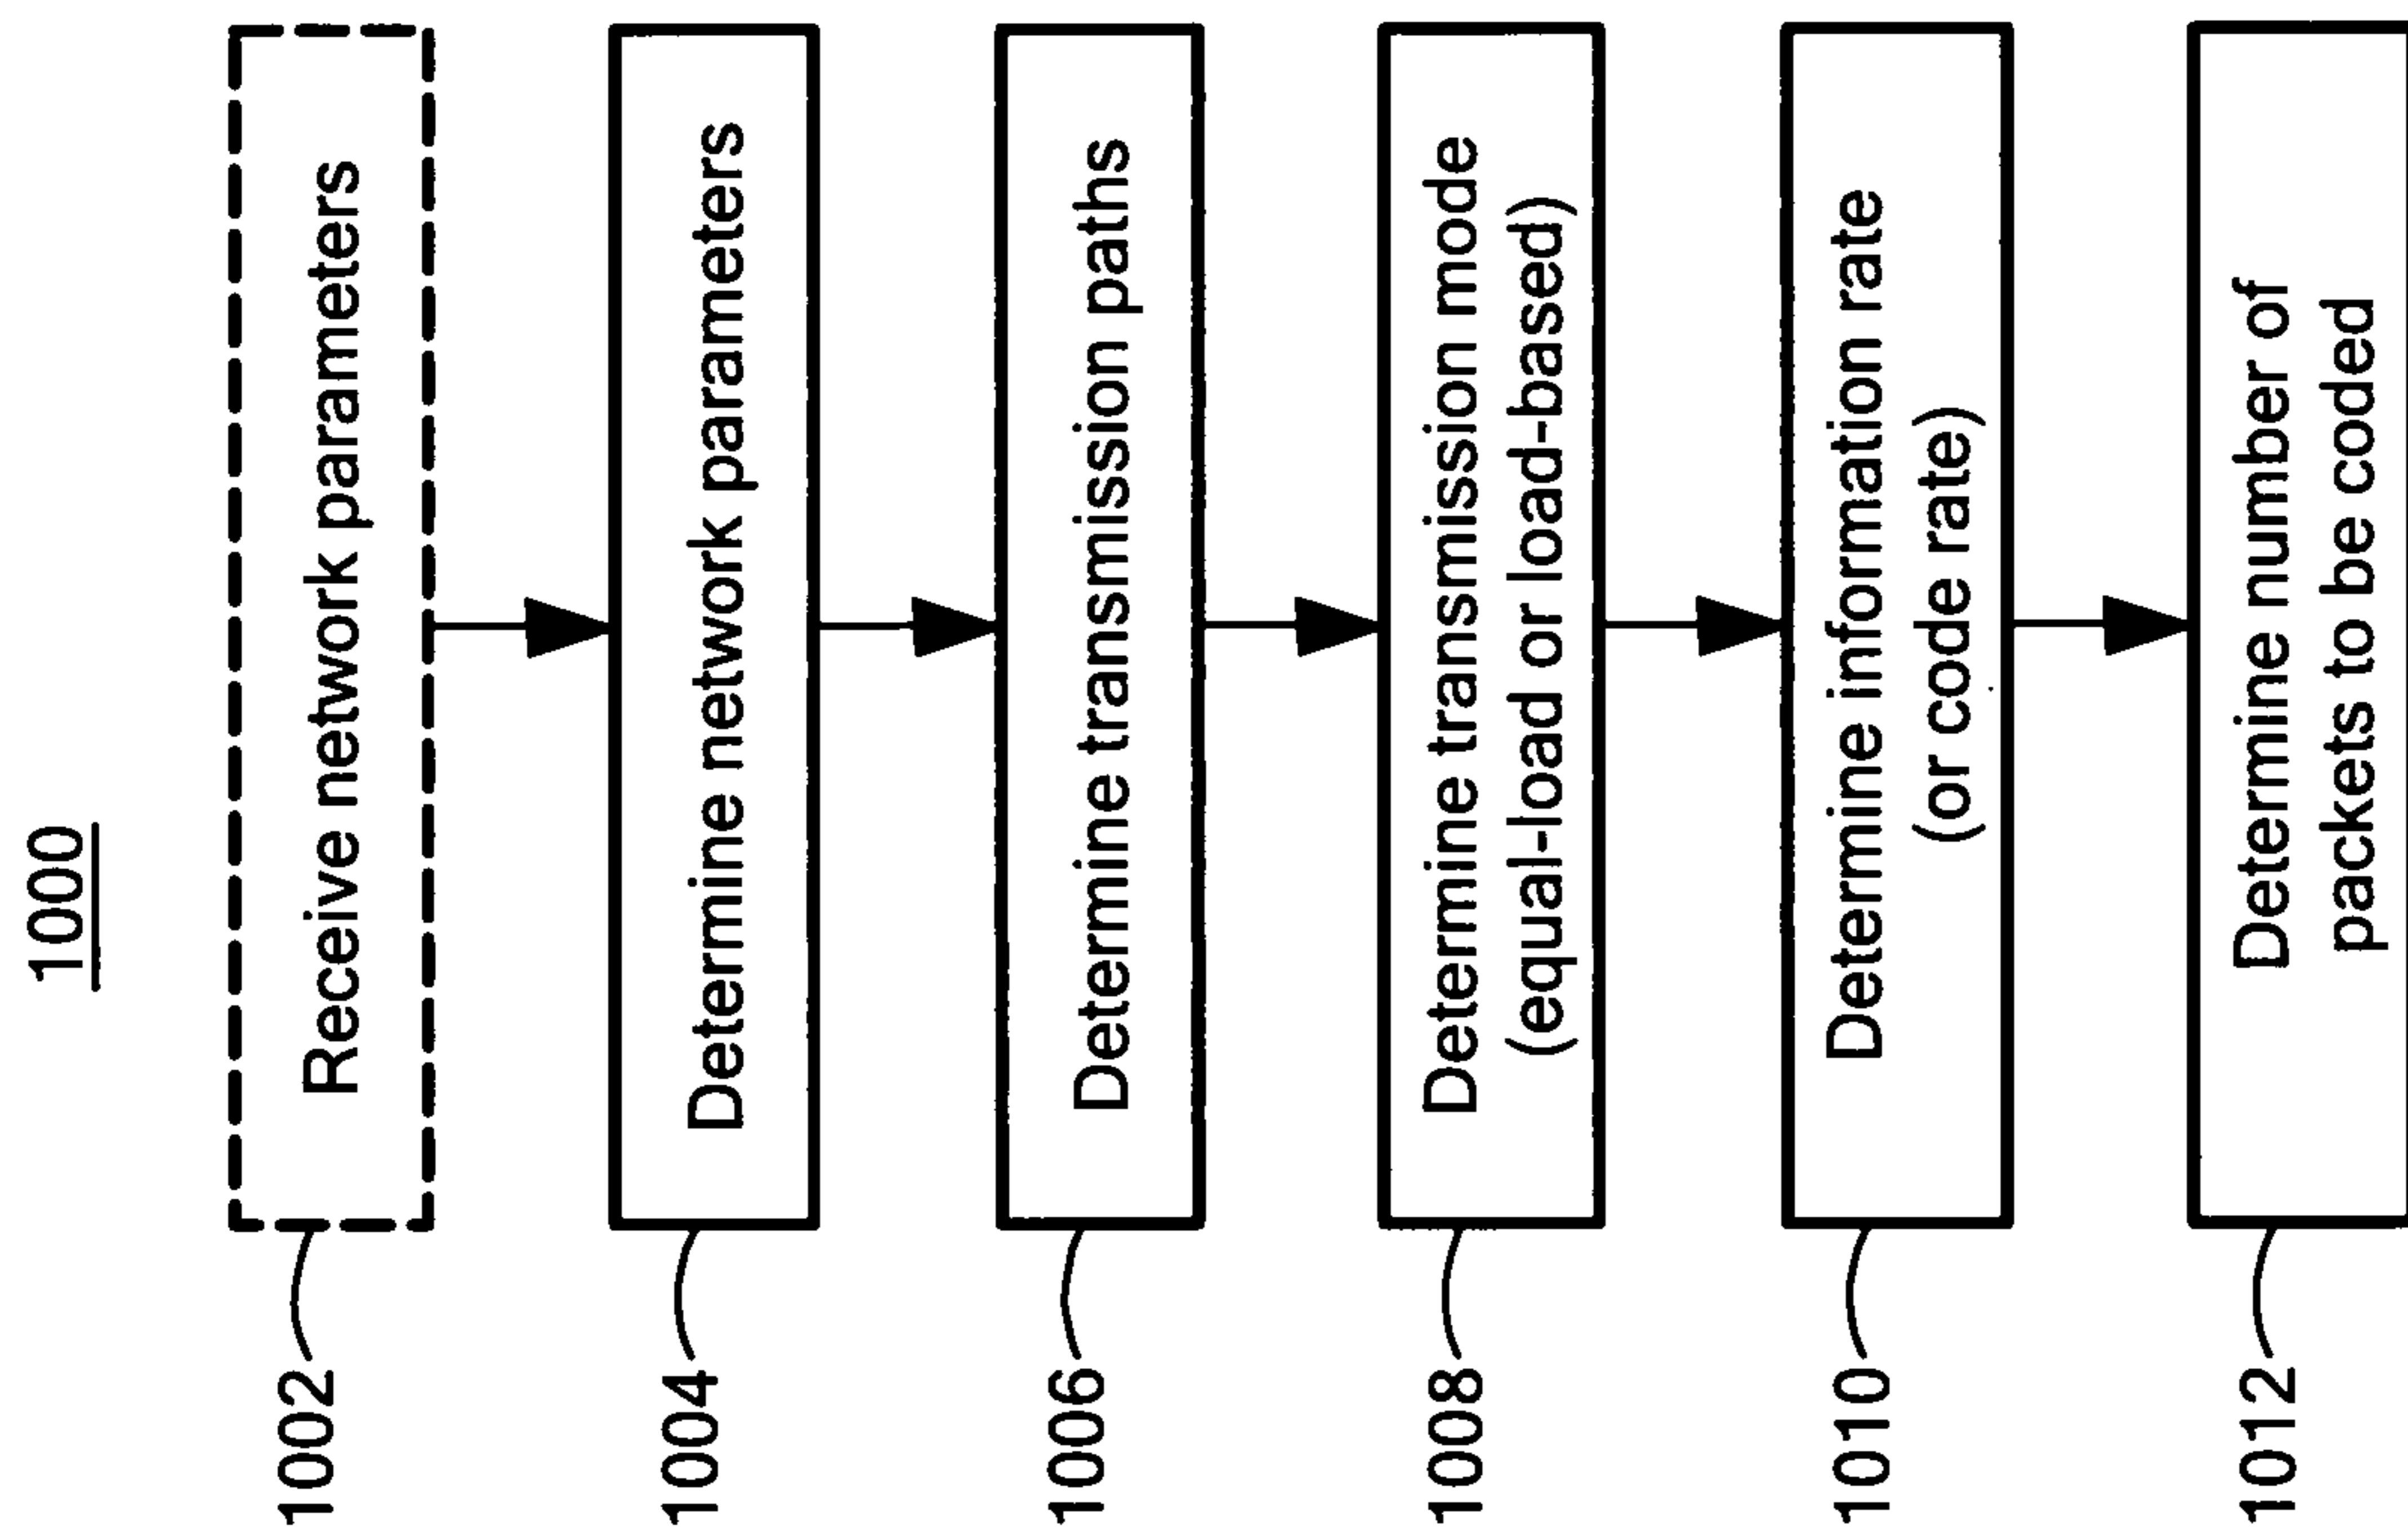 1000
1002
Receive network parameters
1004
Determine network parameters
1006
Determine transmission paths
1008
Determine transmission mode
(equal-load or load-based)
1010
Determine information rate
(or code rate)
1012
Determine number of
packets to be coded